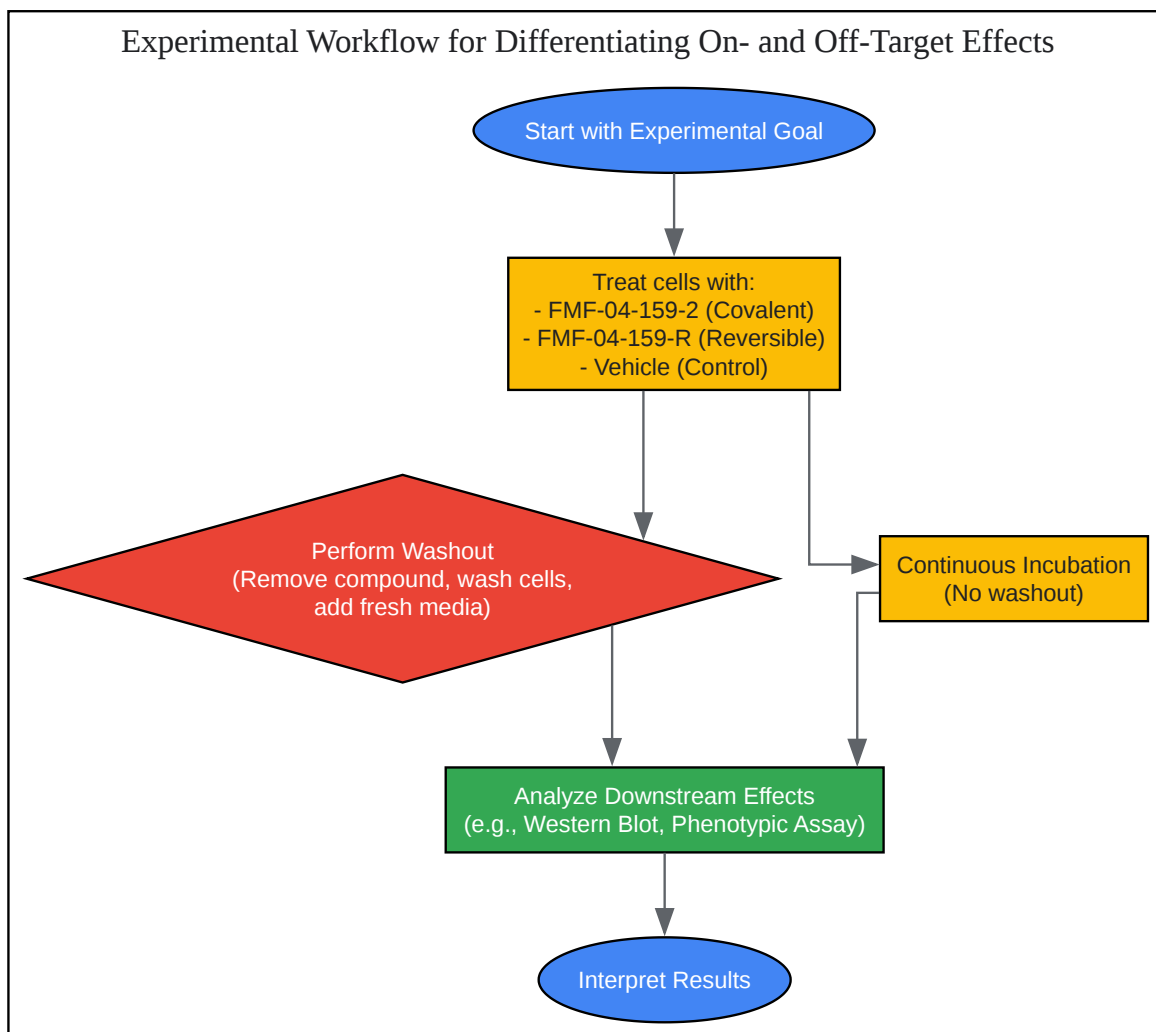 Experimental Workflow for Differentiating On- and Off-Target Effects
Start with Experimental Goal
Treat cells with:
- FMF-04-159-2 (Covalent)
- FMF-04-159-R (Reversible)
- Vehicle (Control)
Perform Washout
(Remove compound, wash cells,
add fresh media)
Continuous Incubation
(No washout)
Analyze Downstream Effects
(e.g., Western Blot, Phenotypic Assay)
Interpret Results